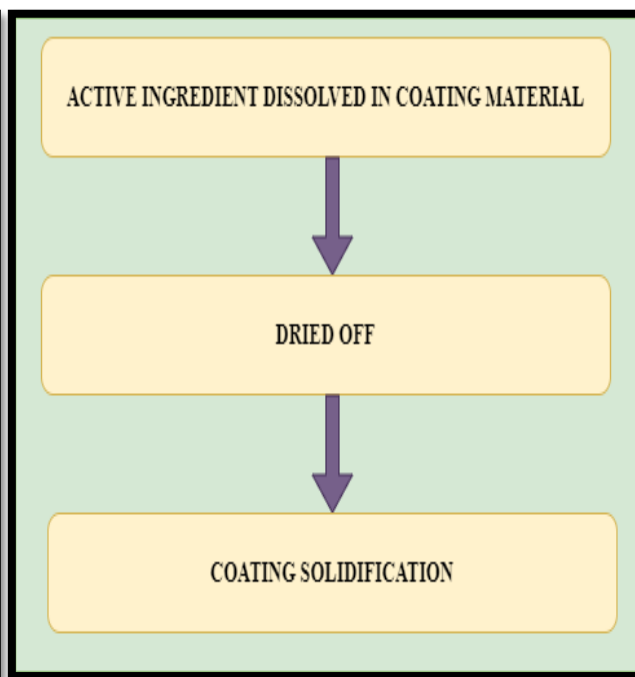 ACTIVE INGREDIENT DISSOLVED IN COATING MATERIAL
DRIED OFF
COATING SOLIDIFICATION